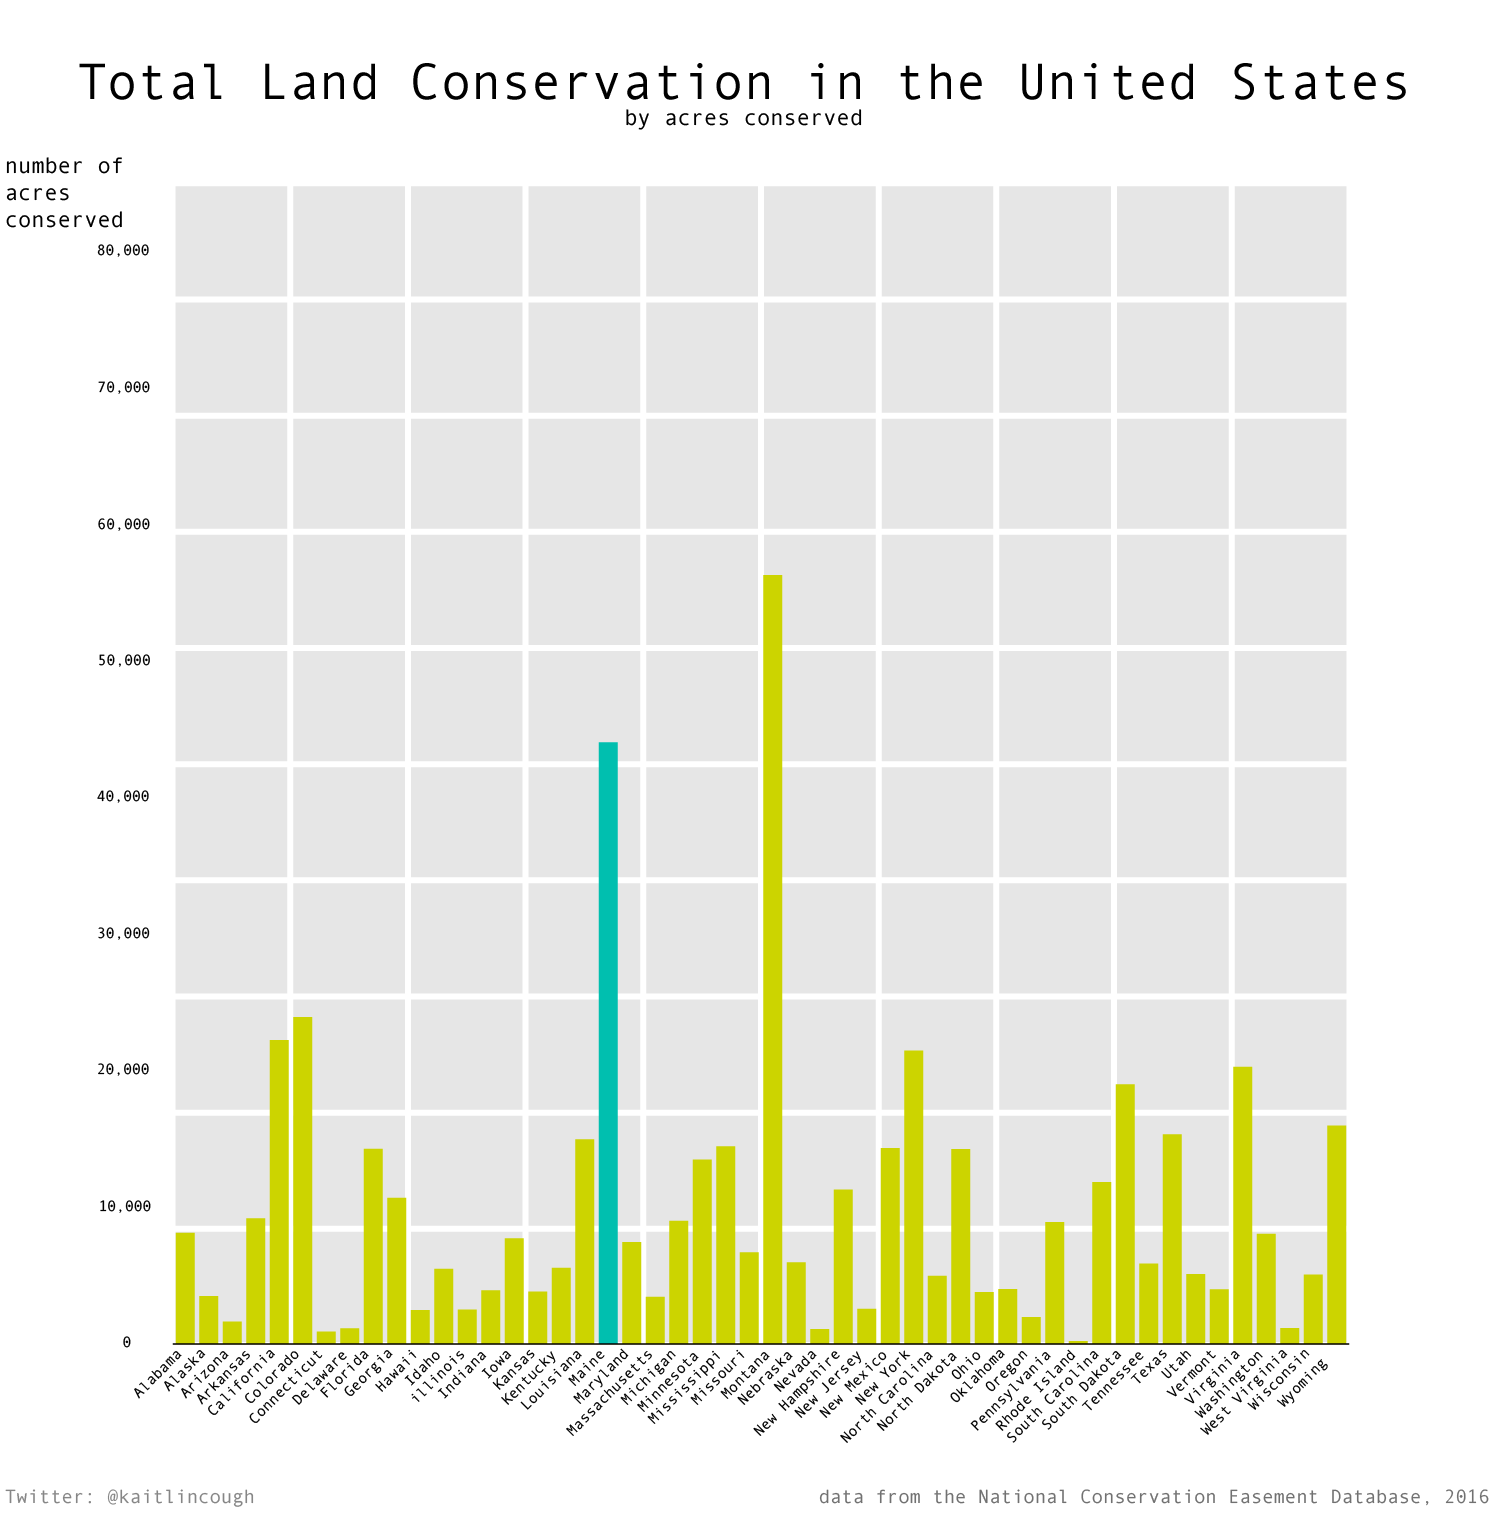 Total Land Conservation in the United States
by acres conserved
number of
acres
conserved
80,000
70,000
60,000
50,000
40,000
30,000
20,000
10,000
0
Alabama
Alaska
Arizona
Arkansas
California
Colorado
Connecticut
Delaware
Florida
Georgia
Hawaii
Idaho
illinois
Indiana
Iowa
Kansas
Kentucky
Louisiana
Maine
Maryland
Massachusetts
Michigan
Minnesota
Mississippi
Missouri
Montana
Nebraska
Nevada
New Hampshire
New Jersey
New Mexico
New York
North Carolina
North Dakota
Ohio
Oklahoma
Oregon
Pennsylvania
Rhode Island
South Carolina
South Dakota
Tennessee
Texas
Utah
Vermont
Virginia
Washington
West Virginia
Wisconsin
Wyoming
Twitter: @kaitlincough
data from the National Conservation Easement Database, 2016